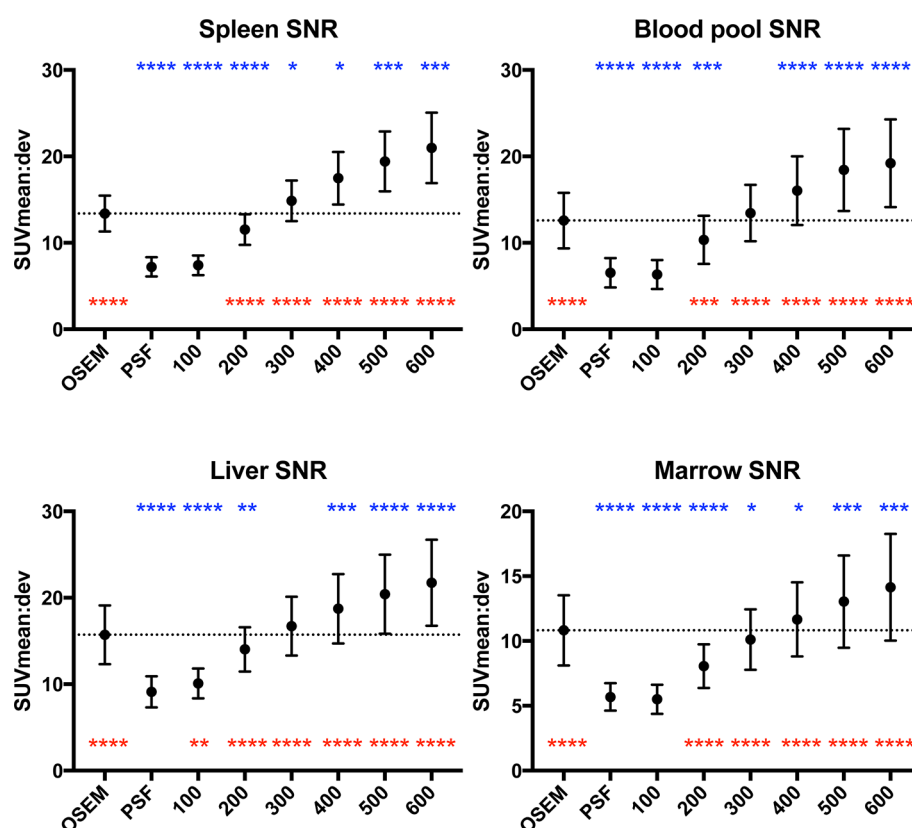 Spleen SNR
SUVmean:dev
30
20
10
0
**** **** **** * * *** ***
**** **** **** **** **** ****
OSEM PSF 100 200 300 400 500 600
Blood pool SNR
SUVmean:dev
30
20
10
0
**** **** *** **** **** ****
**** *** **** **** **** ****
OSEM PSF 100 200 300 400 500 600
Liver SNR
SUVmean:dev
30
20
10
0
**** **** ** *** **** ****
**** ** **** **** **** **** ****
OSEM PSF 100 200 300 400 500 600
Marrow SNR
SUVmean:dev
20
15
10
5
0
**** **** **** * * *** ***
**** **** **** **** **** ****
OSEM PSF 100 200 300 400 500 600